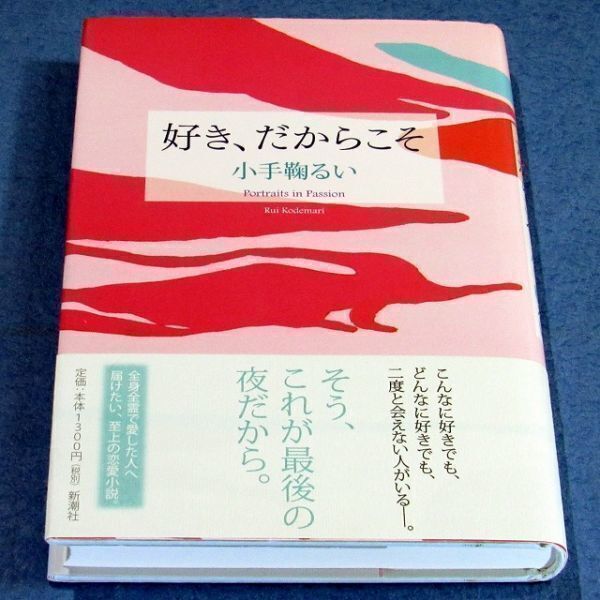 好き、だからこそ
小手鞠るい
Portraits in Passion
Rui Kodemari
こんなに好きでも、
どんなに好きでも、
二度と会えない人がいる―。
そう、
これが最後の
夜だから。
全身全霊で愛した人へ
届けたい、至上の恋愛小説。
定価:本体1300円(税別) 新潮社